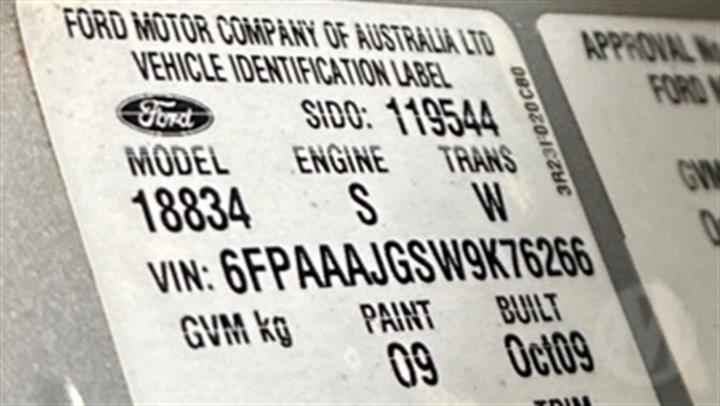 FORD MOTOR COMPANY OF AUSTRALIA LTD
VEHICLE IDENTIFICATION LABEL
Ford
SIDO: 119544
MODEL ENGINE TRANS
18834 S W
VIN: 6FPAAAJGSW9K76266
GVM kg PAINT BUILT
09 Oct09
TRIM
APPROVAL
FORD